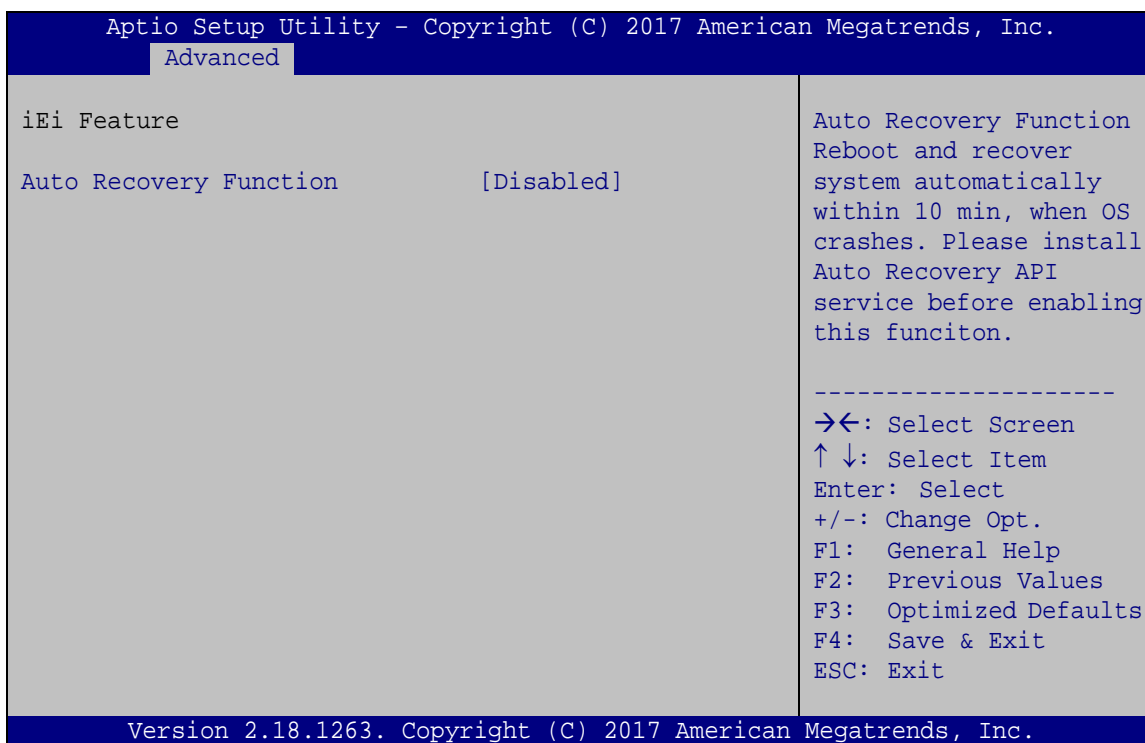 Aptio Setup Utility – Copyright (C) 2017 American Megatrends, Inc.
Advanced
iEi Feature
Auto Recovery Function [Disabled]
Auto Recovery Function
Reboot and recover
system automatically
within 10 min, when OS
crashes. Please install
Auto Recovery API
service before enabling
this funciton.
---------------------
→←: Select Screen
↑ ↓: Select Item
Enter: Select
+/-: Change Opt.
F1: General Help
F2: Previous Values
F3: Optimized Defaults
F4: Save & Exit
ESC: Exit
Version 2.18.1263. Copyright (C) 2017 American Megatrends, Inc.